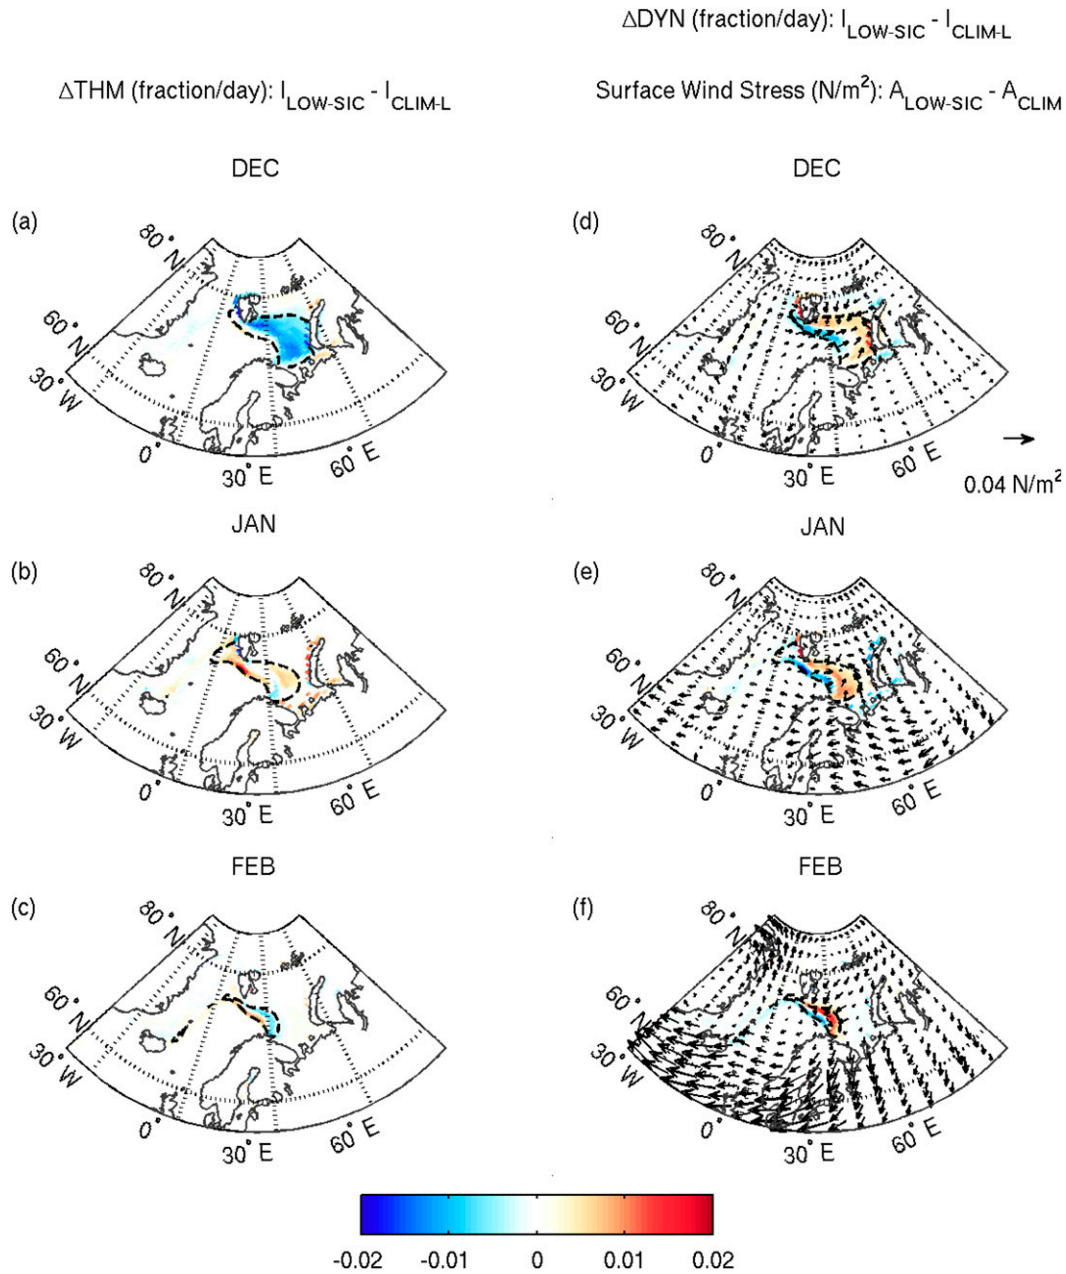 ΔDYN (fraction/day): I_LOW-SIC - I_CLIM-L
ΔTHM (fraction/day): I_LOW-SIC - I_CLIM-L
Surface Wind Stress (N/m²): A_LOW-SIC - A_CLIM
DEC
DEC
(a)
80° N
60° N
30° W
0°
30° E
60° E
(d)
80° N
60° N
30° W
0°
30° E
60° E
0.04 N/m²
JAN
JAN
(b)
80° N
60° N
30° W
0°
30° E
60° E
(e)
80° N
60° N
30° W
0°
30° E
60° E
FEB
FEB
(c)
80° N
60° N
30° W
0°
30° E
60° E
(f)
80° N
60° N
30° W
0°
30° E
60° E
-0.02 -0.01 0 0.01 0.02